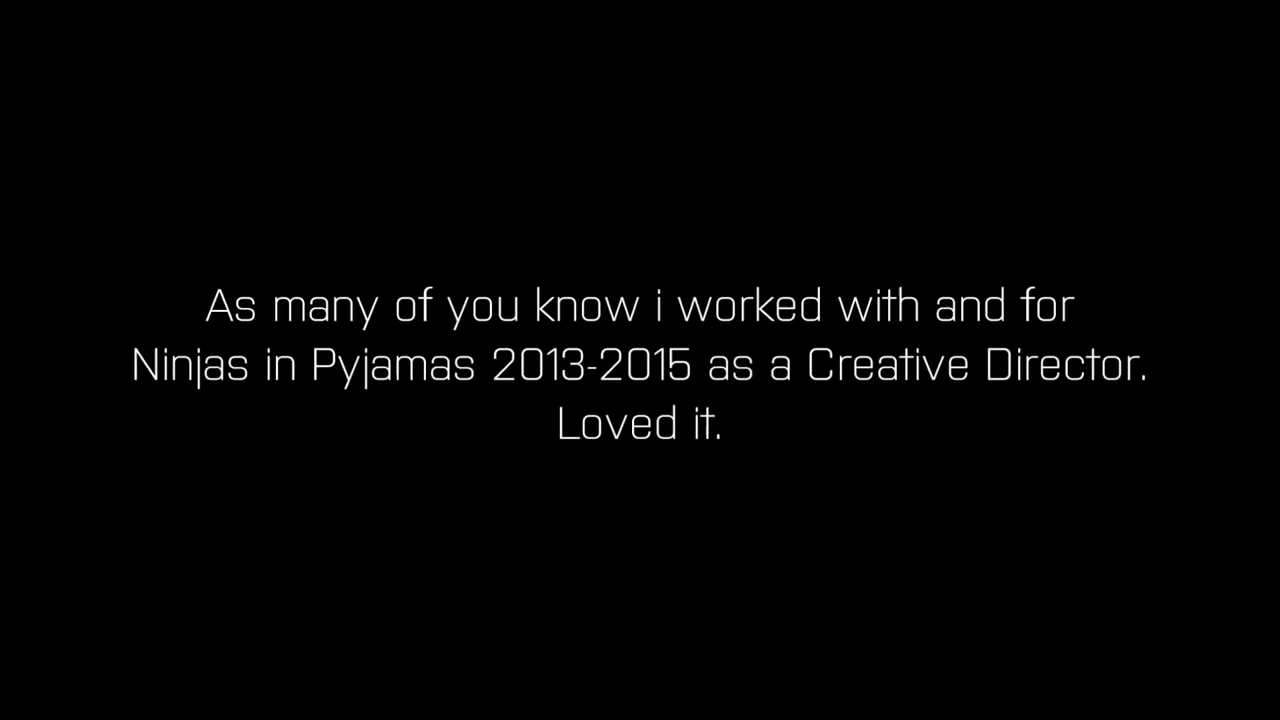 As many of you know i worked with and for
Ninjas in Pyjamas 2013-2015 as a Creative Director.
Loved it.